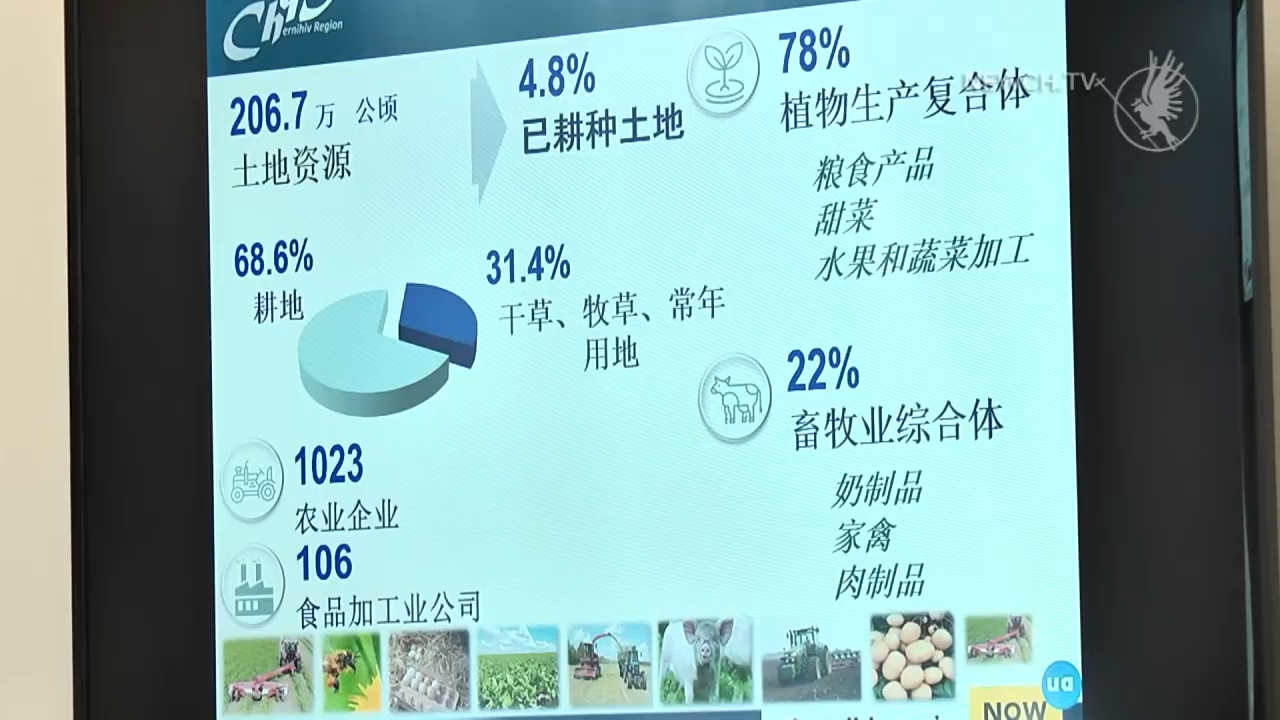 ernihiv Region
206.7 万 公顷
土地资源
4.8%
已耕种土地
78%
植物生产复合体
粮食产品
甜菜
水果和蔬菜加工
68.6%
耕地
31.4%
干草、牧草、常年
用地
22%
畜牧业综合体
奶制品
家禽
肉制品
1023
农业企业
106
食品加工业公司
ua
NOW